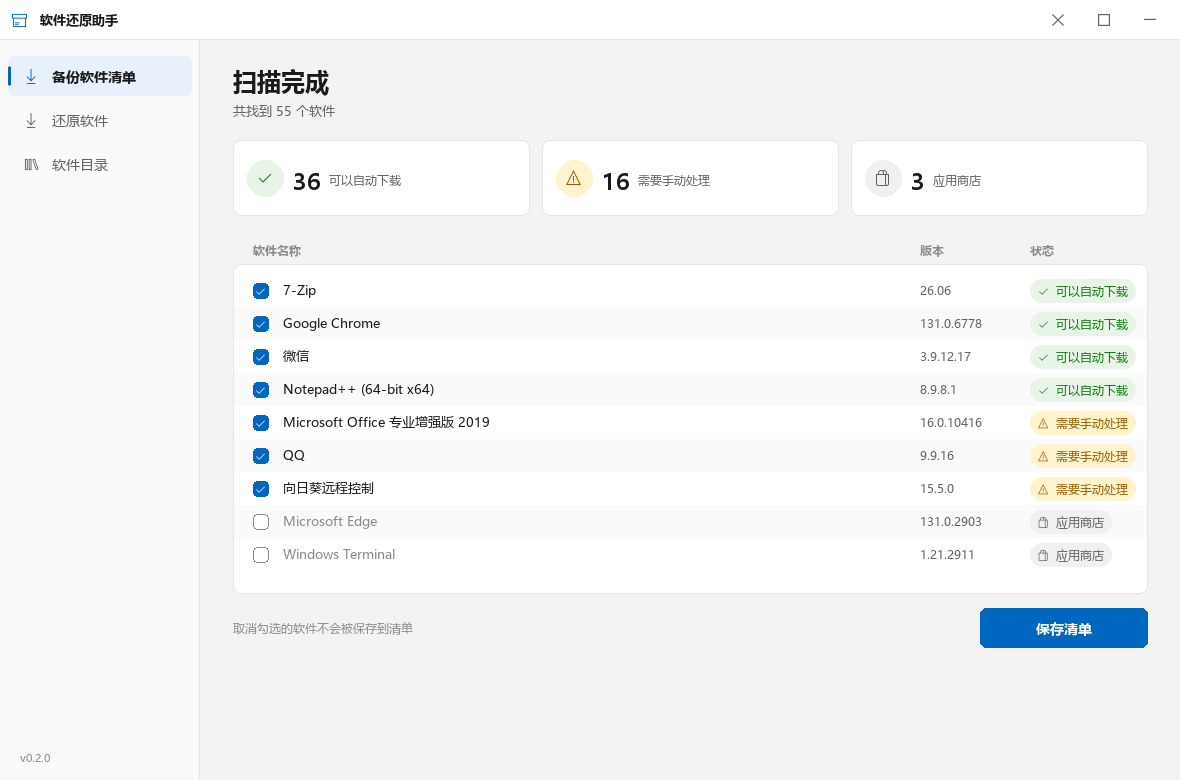 软件还原助手
备份软件清单
还原软件
软件目录
v0.2.0
扫描完成
共找到 55 个软件
36 可以自动下载
16 需要手动处理
3 应用商店
软件名称 版本 状态
7-Zip 26.06 可以自动下载
Google Chrome 131.0.6778 可以自动下载
微信 3.9.12.17 可以自动下载
Notepad++ (64-bit x64) 8.9.8.1 可以自动下载
Microsoft Office 专业增强版 2019 16.0.10416 需要手动处理
QQ 9.9.16 需要手动处理
向日葵远程控制 15.5.0 需要手动处理
Microsoft Edge 131.0.2903 应用商店
Windows Terminal 1.21.2911 应用商店
取消勾选的软件不会被保存到清单
保存清单